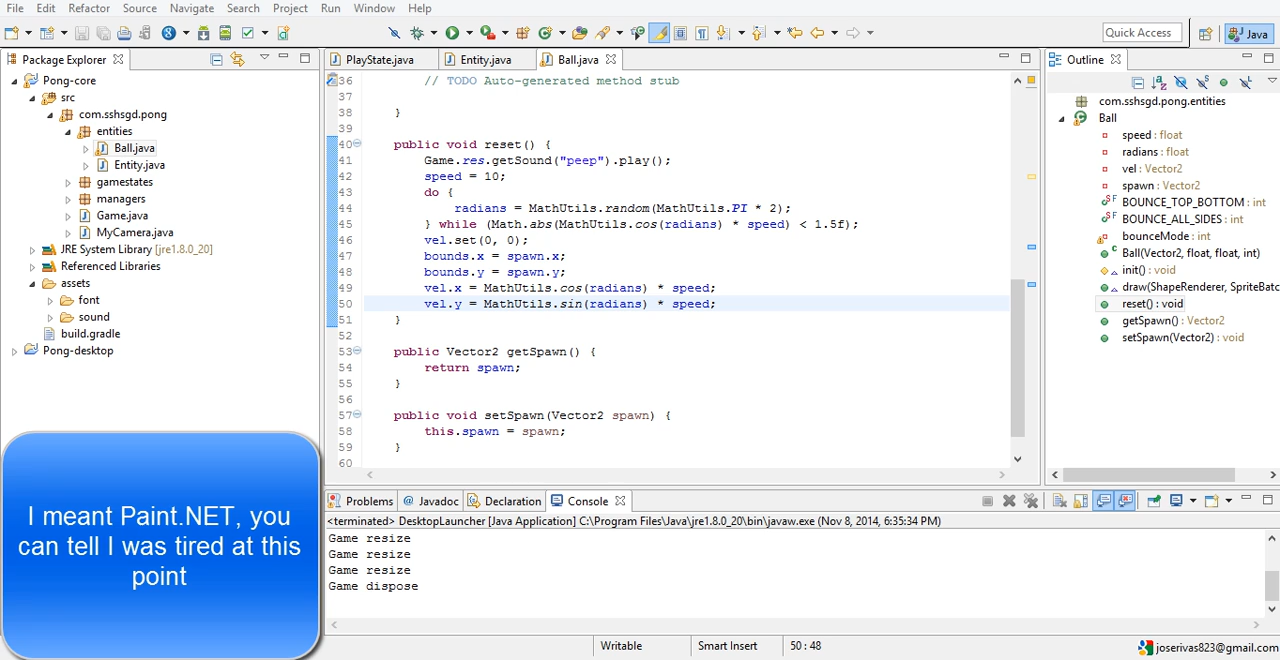 File Edit Refactor Source Navigate Search Project Run Window Help
Quick Access
Java
Package Explorer
Pong-core
src
com.sshsgd.pong
entities
Ball.java
Entity.java
gamestates
managers
Game.java
MyCamera.java
JRE System Library [jre1.8.0_20]
Referenced Libraries
assets
font
sound
build.gradle
Pong-desktop
I meant Paint.NET, you
can tell I was tired at this
point
PlayState.java Entity.java Ball.java
36 // TODO Auto-generated method stub
37
38 }
39
40 public void reset() {
41 Game.res.getSound("peep").play();
42 speed = 10;
43 do {
44 radians = MathUtils.random(MathUtils.PI * 2);
45 } while (Math.abs(MathUtils.cos(radians) * speed) < 1.5f);
46 vel.set(0, 0);
47 bounds.x = spawn.x;
48 bounds.y = spawn.y;
49 vel.x = MathUtils.cos(radians) * speed;
50 vel.y = MathUtils.sin(radians) * speed;
51 }
52
53 public Vector2 getSpawn() {
54 return spawn;
55 }
56
57 public void setSpawn(Vector2 spawn) {
58 this.spawn = spawn;
59 }
60
Outline
com.sshsgd.pong.entities
Ball
speed : float
radians : float
vel : Vector2
spawn : Vector2
BOUNCE_TOP_BOTTOM : int
BOUNCE_ALL_SIDES : int
bounceMode : int
Ball(Vector2, float, float, int)
init() : void
draw(ShapeRenderer, SpriteBatc
reset() : void
getSpawn() : Vector2
setSpawn(Vector2) : void
Problems @ Javadoc Declaration Console
<terminated> DesktopLauncher [Java Application] C:\Program Files\Java\jre1.8.0_20\bin\javaw.exe (Nov 8, 2014, 6:35:34 PM)
Game resize
Game resize
Game resize
Game dispose
Writable Smart Insert 50 : 48
joserivas823@gmail.com